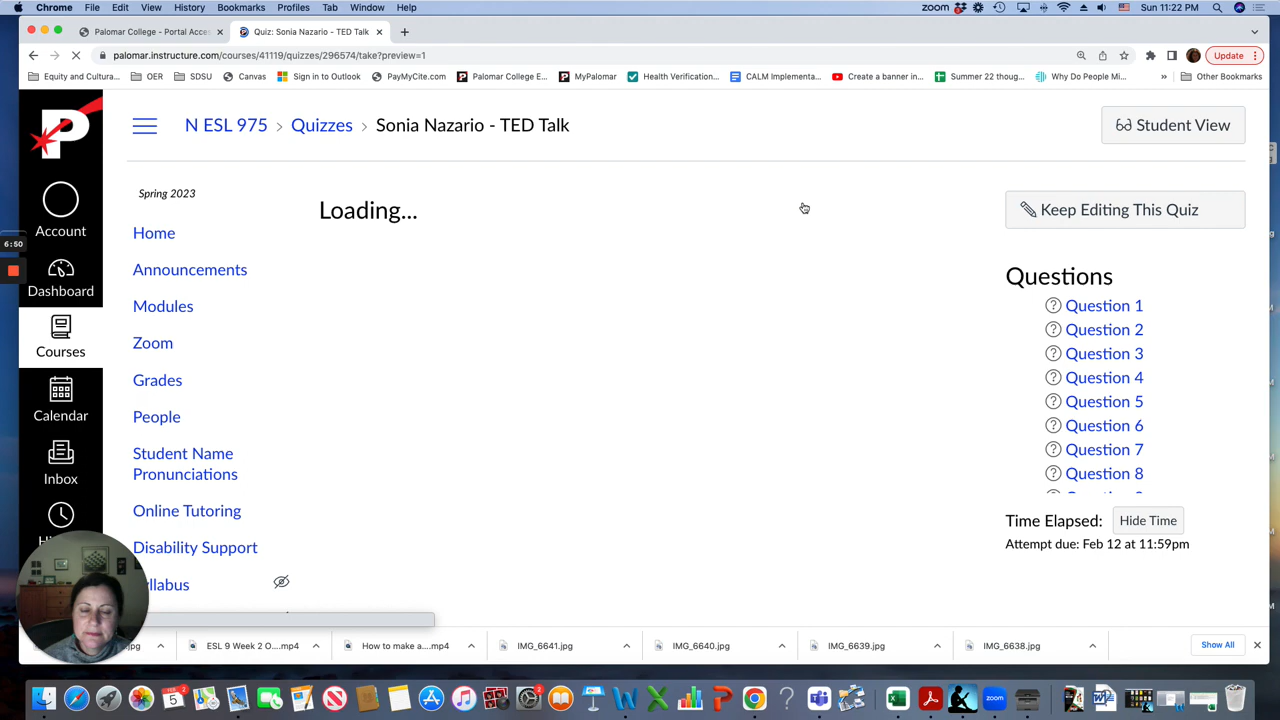 Chrome File Edit View History Bookmarks Profiles Tab Window Help zoom Sun 11:22 PM
Palomar College - Portal Acces × Quiz: Sonia Nazario - TED Talk ×
palomar.instructure.com/courses/41119/quizzes/296574/take?preview=1 Update
Equity and Cultura... OER SDSU Canvas Sign in to Outlook PayMyCite.com Palomar College E... MyPalomar Health Verification... CALM Implementa... Create a banner in... Summer 22 thoug... Why Do People Mi... » Other Bookmarks
N ESL 975 > Quizzes > Sonia Nazario - TED Talk
Student View
Spring 2023
Home
Announcements
Modules
Zoom
Grades
People
Student Name
Pronunciations
Online Tutoring
Disability Support
yllabus
Account
6:50
Dashboard
Courses
Calendar
Inbox
Loading...
Keep Editing This Quiz
Questions
Question 1
Question 2
Question 3
Question 4
Question 5
Question 6
Question 7
Question 8
Time Elapsed: Hide Time
Attempt due: Feb 12 at 11:59pm
.jpg ESL 9 Week 2 O....mp4 How to make a....mp4 IMG_6641.jpg IMG_6640.jpg IMG_6639.jpg IMG_6638.jpg Show All
zoom